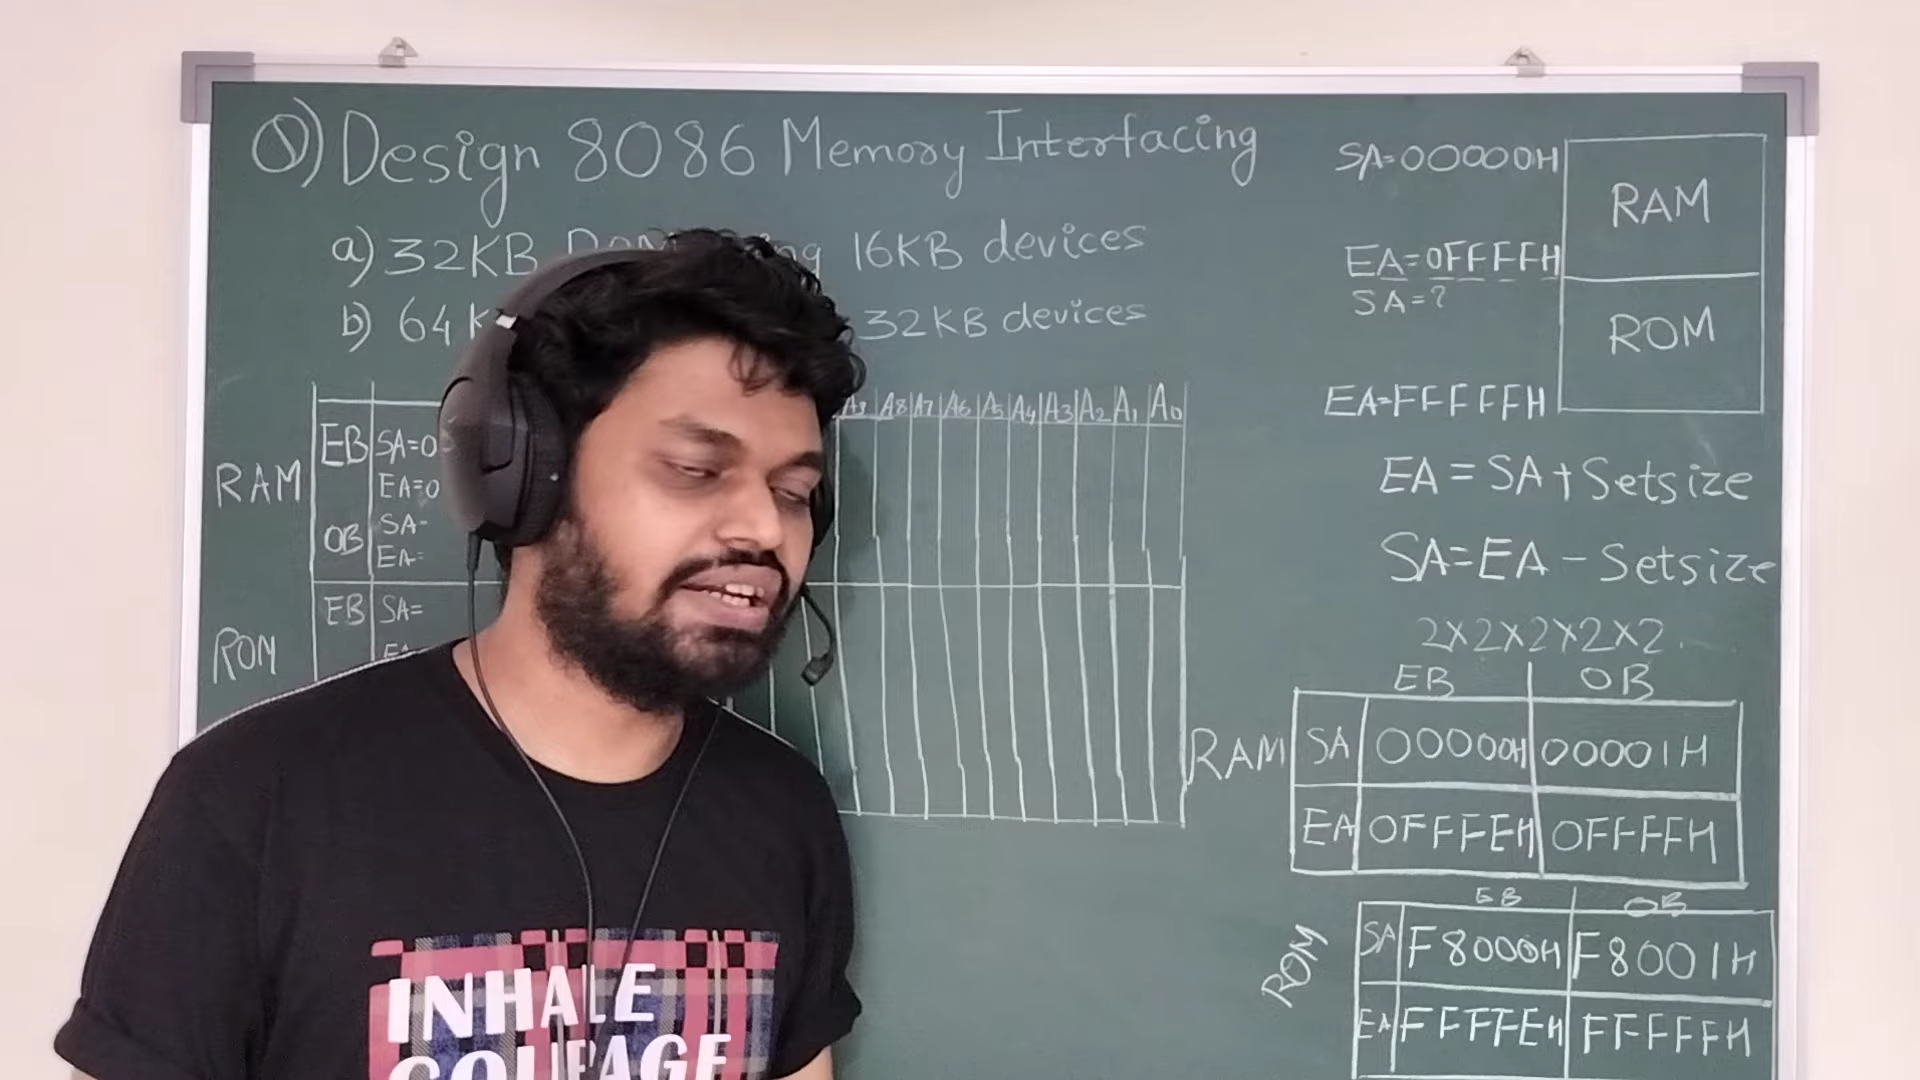 Q) Design 8086 Memory Interfacing
a) 32KB ROM 16KB devices
b) 64 K 32KB devices
SA=00000H
RAM
EA=0FFFFH
SA=?
ROM
EA=FFFFFH
EA = SA + Setsize
SA=EA - Setsize
2X2X2X2X2
A9 A8 A7 A6 A5 A4 A3 A2 A1 A0
RAM
EB SA=0
EA=0
OB SA-
EA=
ROM
EB SA=
EB OB
RAM SA 00000H 00001H
EA 0FFFEH 0FFFFH
EB OB
ROM SA F8000H F8001H
EA FFFFEH FFFFFH
INHALE
COURAGE